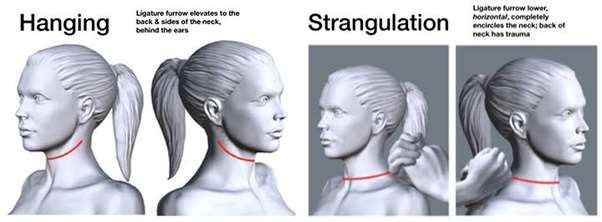 Hanging
Ligature furrow elevates to the
back & sides of the neck,
behind the ears
Strangulation
Ligature furrow lower,
horizontal, completely
encircles the neck; back of
neck has trauma